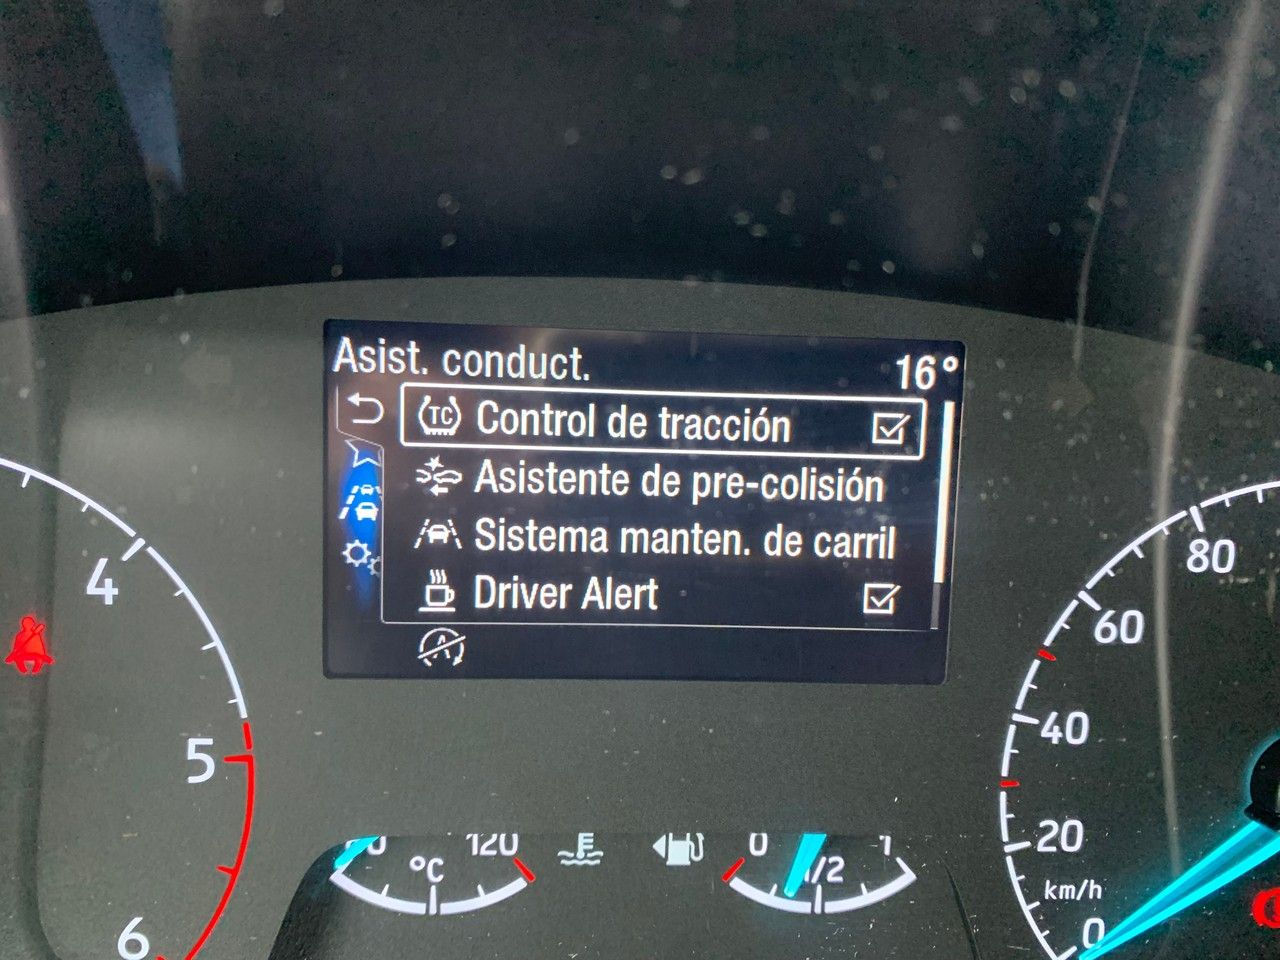 Asist. conduct.
16°
TC Control de tracción
Asistente de pre-colisión
Sistema manten. de carril
Driver Alert
A
4
5
6
°C
120
0
1/2
1
80
60
40
20
km/h
0